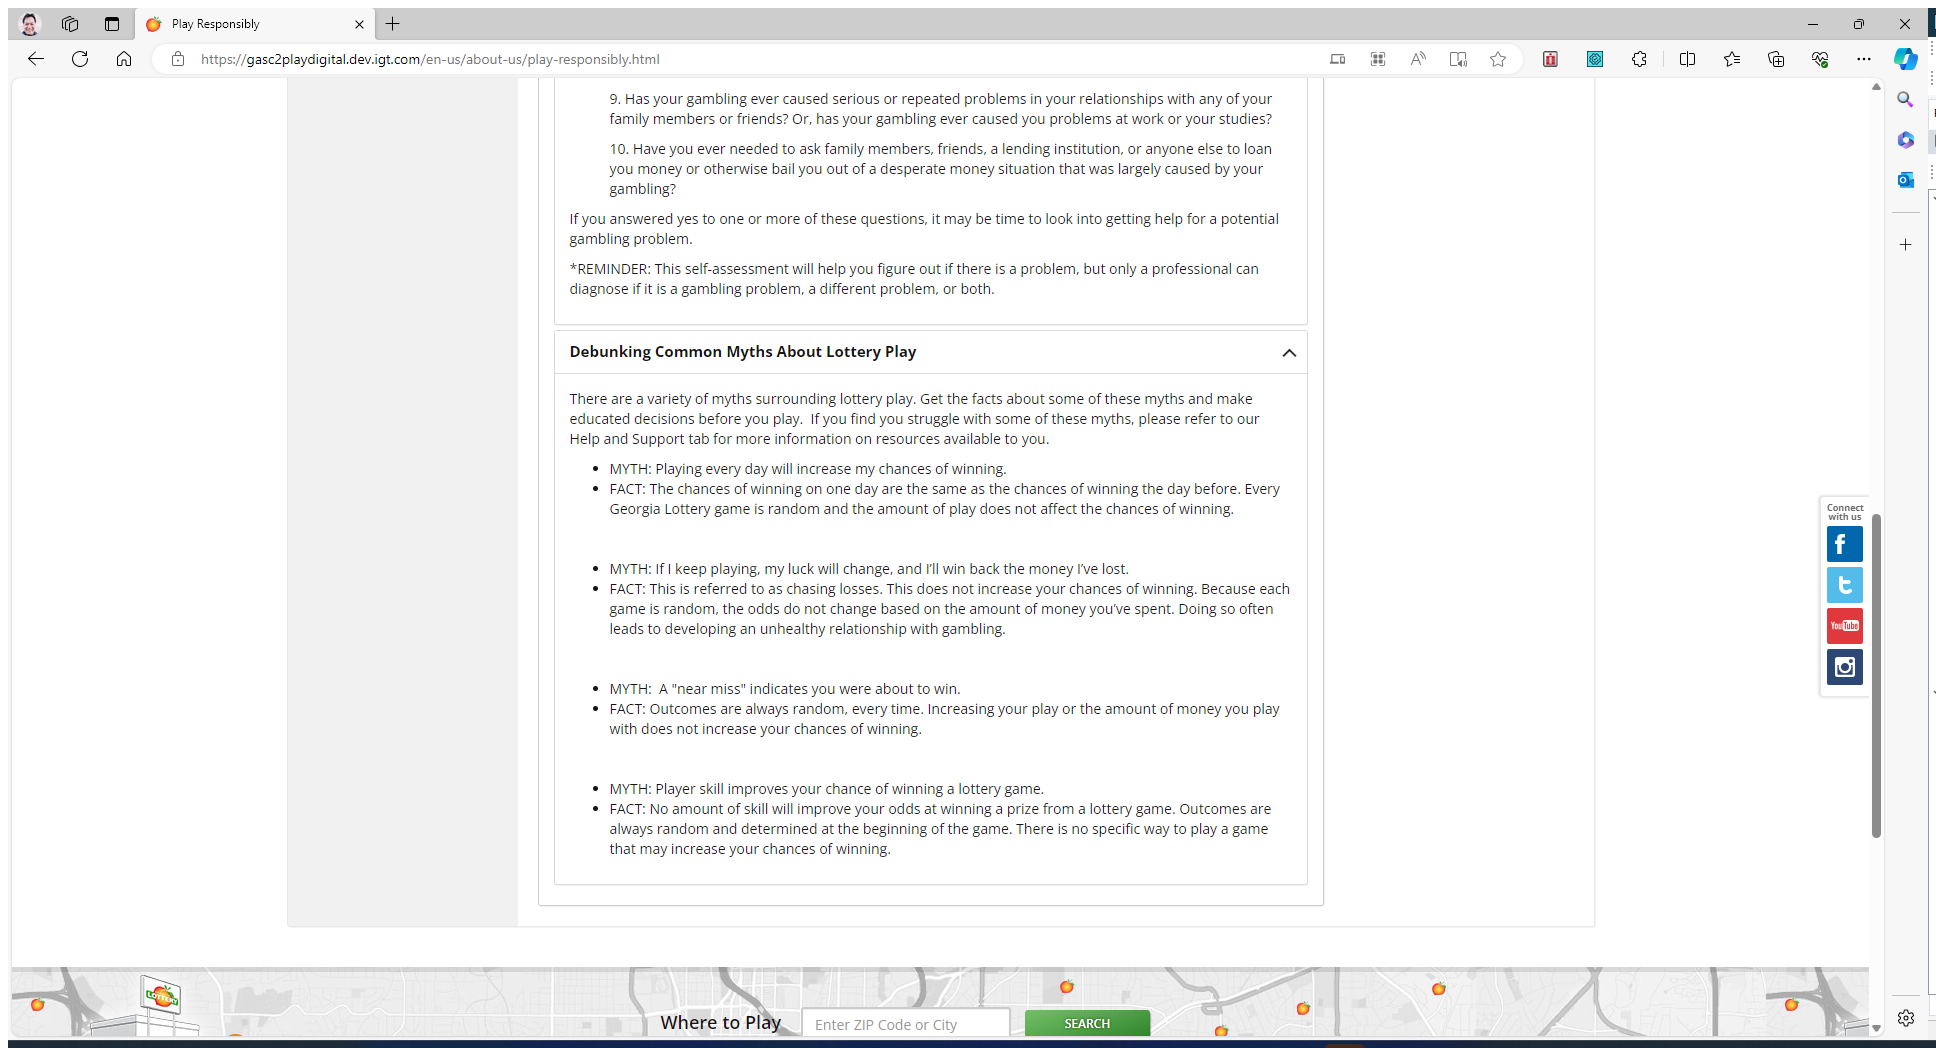 Play Responsibly
https://gasc2playdigital.dev.igt.com/en-us/about-us/play-responsibly.html
9. Has your gambling ever caused serious or repeated problems in your relationships with any of your
family members or friends? Or, has your gambling ever caused you problems at work or your studies?
10. Have you ever needed to ask family members, friends, a lending institution, or anyone else to loan
you money or otherwise bail you out of a desperate money situation that was largely caused by your
gambling?
If you answered yes to one or more of these questions, it may be time to look into getting help for a potential
gambling problem.
*REMINDER: This self-assessment will help you figure out if there is a problem, but only a professional can
diagnose if it is a gambling problem, a different problem, or both.
Debunking Common Myths About Lottery Play
There are a variety of myths surrounding lottery play. Get the facts about some of these myths and make
educated decisions before you play.  If you find you struggle with some of these myths, please refer to our
Help and Support tab for more information on resources available to you.
• MYTH: Playing every day will increase my chances of winning.
• FACT: The chances of winning on one day are the same as the chances of winning the day before. Every
Georgia Lottery game is random and the amount of play does not affect the chances of winning.
• MYTH: If I keep playing, my luck will change, and I’ll win back the money I’ve lost.
• FACT: This is referred to as chasing losses. This does not increase your chances of winning. Because each
game is random, the odds do not change based on the amount of money you’ve spent. Doing so often
leads to developing an unhealthy relationship with gambling.
• MYTH:  A "near miss" indicates you were about to win.
• FACT: Outcomes are always random, every time. Increasing your play or the amount of money you play
with does not increase your chances of winning.
• MYTH: Player skill improves your chance of winning a lottery game.
• FACT: No amount of skill will improve your odds at winning a prize from a lottery game. Outcomes are
always random and determined at the beginning of the game. There is no specific way to play a game
that may increase your chances of winning.
Connect
with us
YouTube
LOTTERY
Where to Play
Enter ZIP Code or City
SEARCH